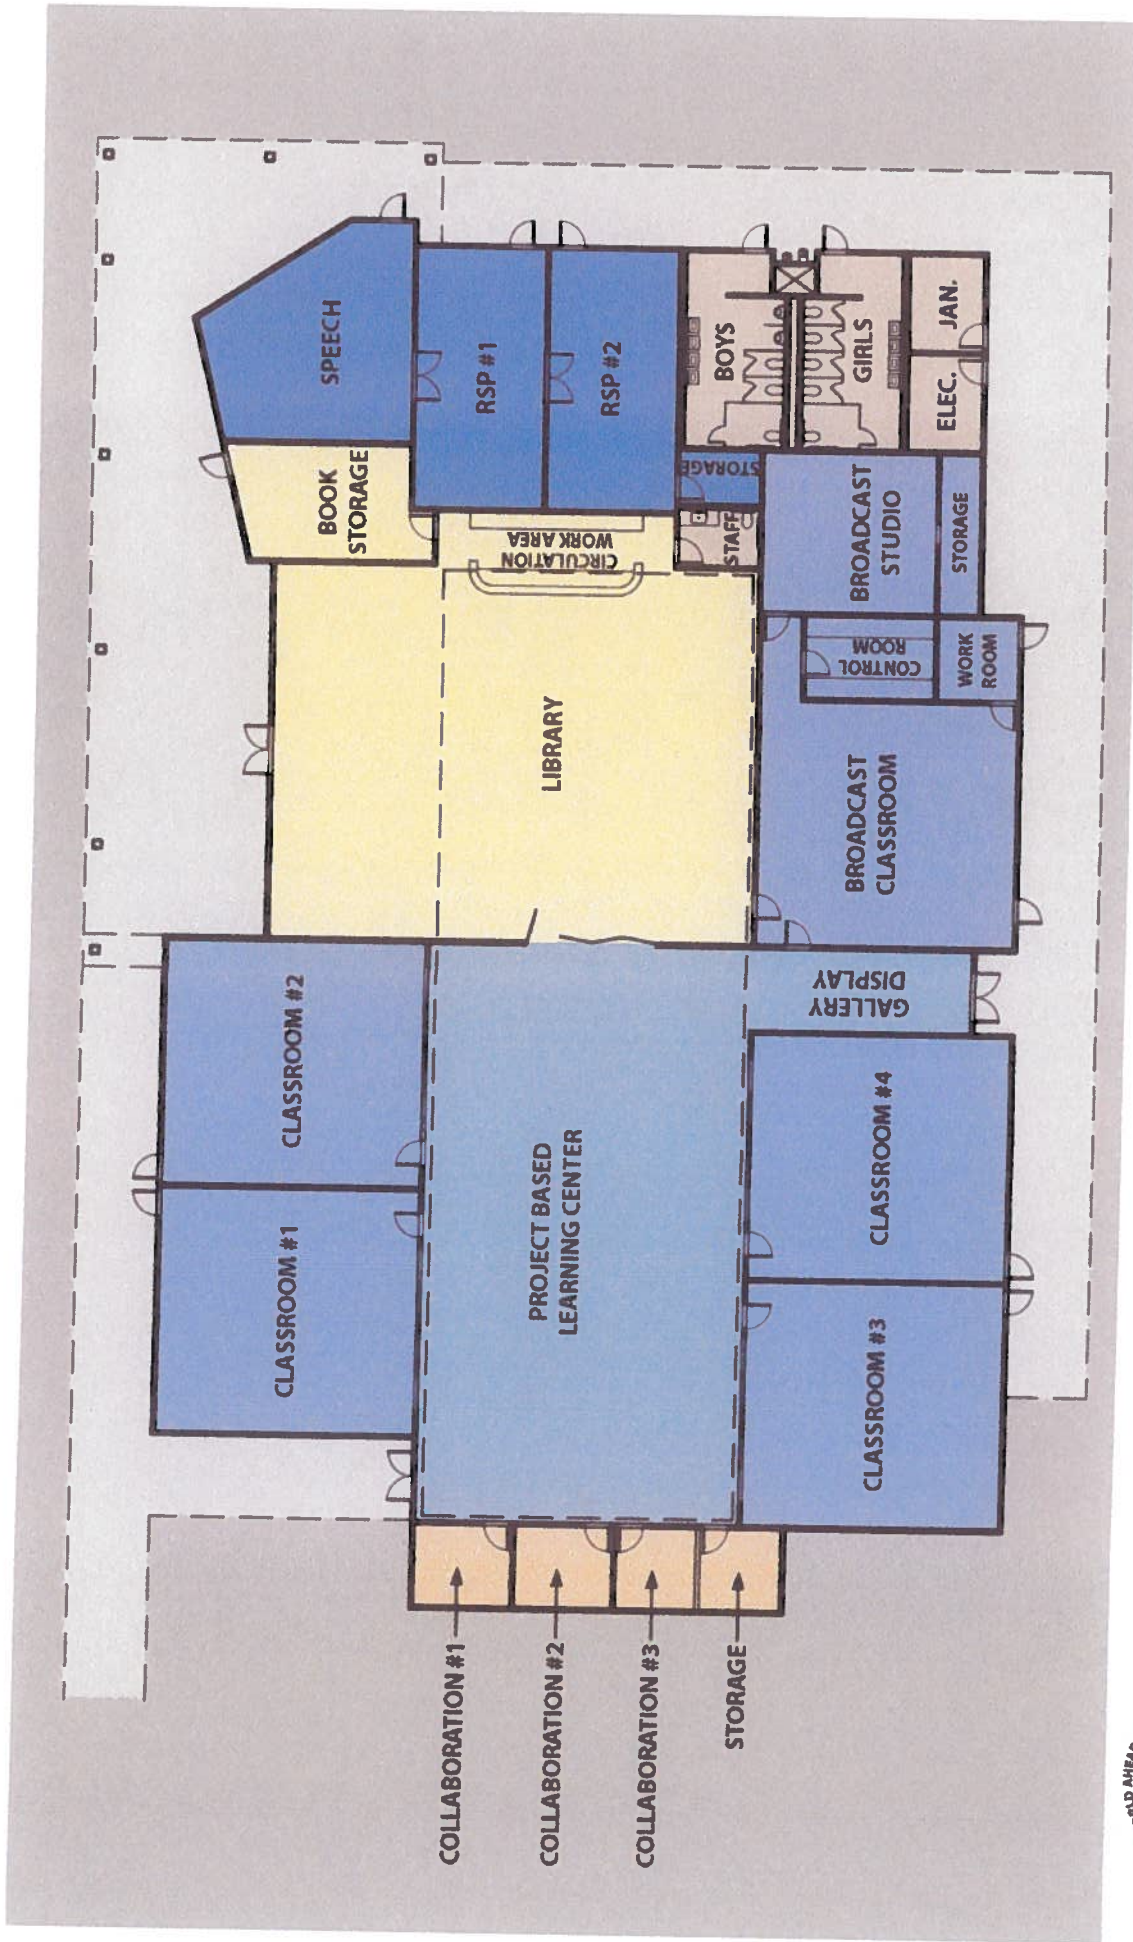 COLLABORATION #1
COLLABORATION #2
COLLABORATION #3
STORAGE
CLASSROOM #1
CLASSROOM #2
PROJECT BASED
LEARNING CENTER
CLASSROOM #3
CLASSROOM #4
GALLERY
DISPLAY
LIBRARY
CIRCULATION
WORK AREA
BOOK
STORAGE
SPEECH
RSP #1
RSP #2
STORAGE
STAFF
BOYS
GIRLS
ELEC.
JAN.
BROADCAST
STUDIO
STORAGE
CONTROL
ROOM
WORK
ROOM
BROADCAST
CLASSROOM